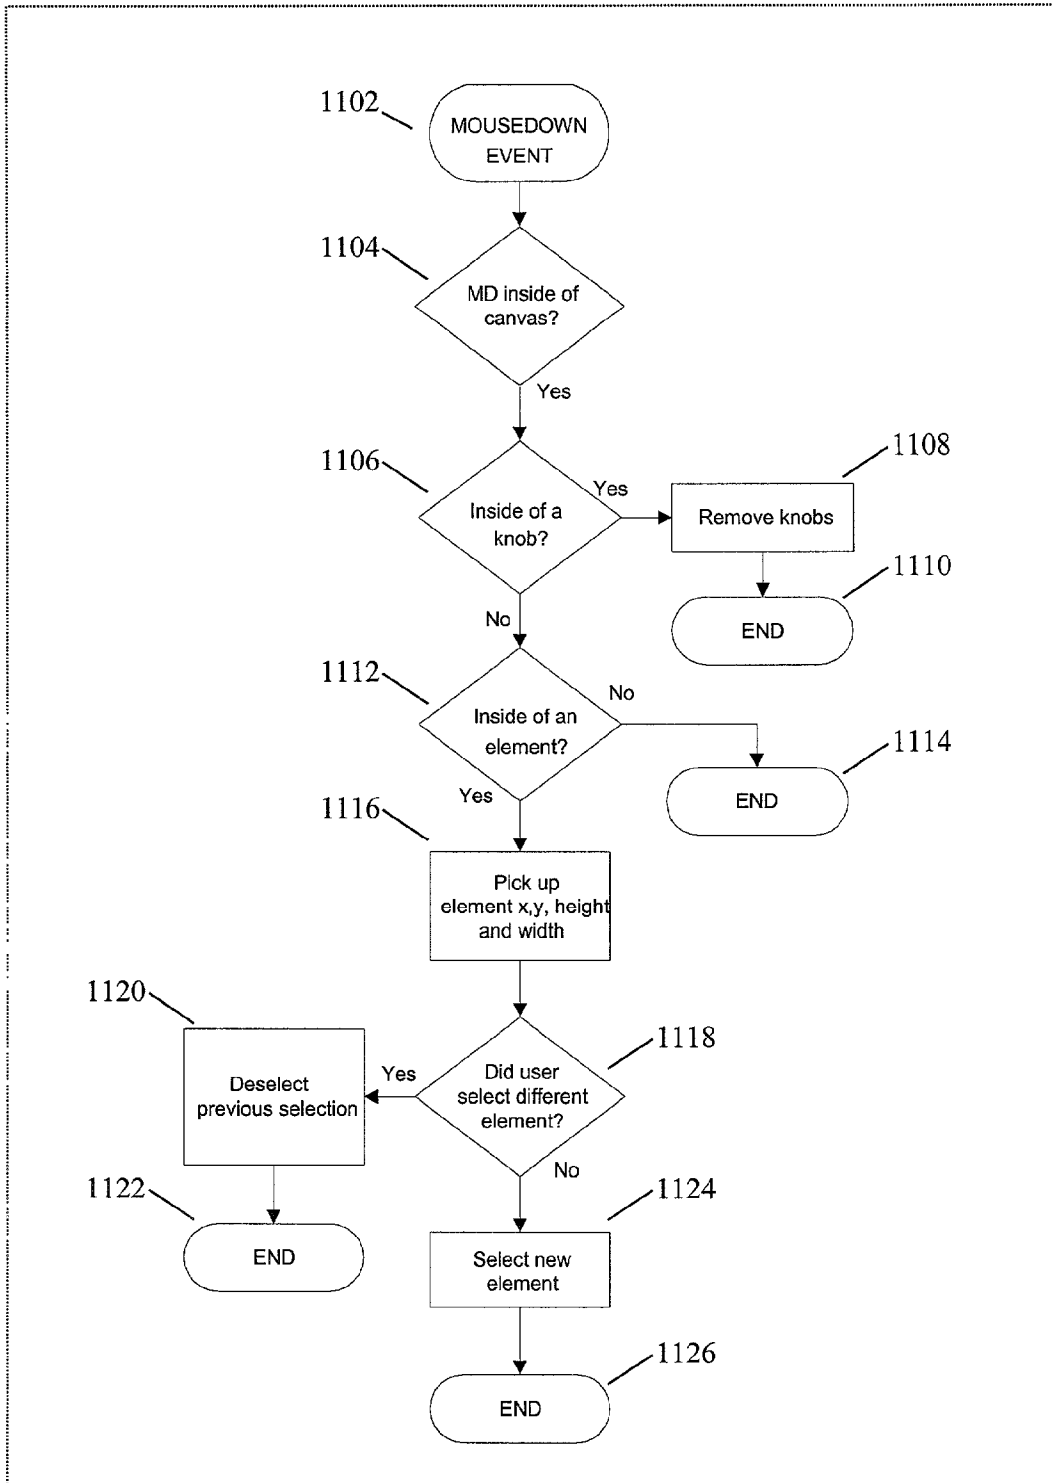 1102
MOUSEDOWN
EVENT
1104
MD inside of
canvas?
Yes
1106
Inside of a
knob?
Yes
1108
Remove knobs
1110
END
No
1112
Inside of an
element?
No
1114
END
Yes
1116
Pick up
element x,y, height
and width
1118
Did user
select different
element?
Yes
1120
Deselect
previous selection
1122
END
No
1124
Select new
element
1126
END